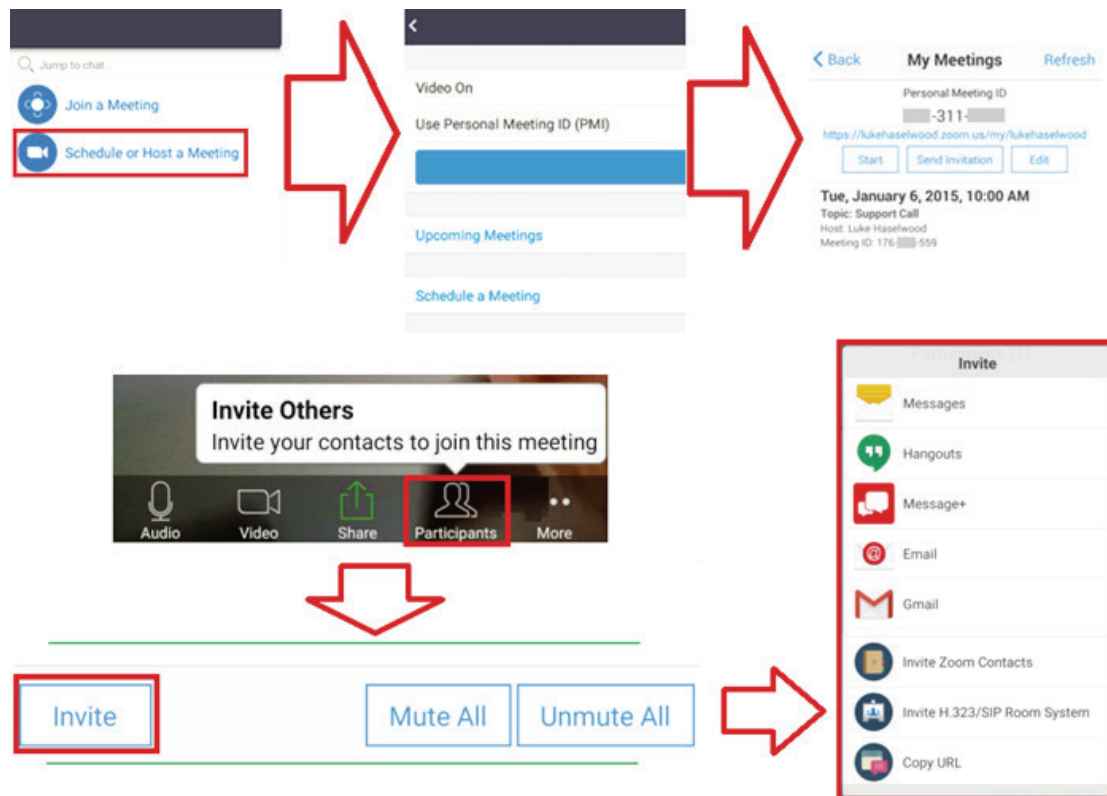 Jump to chat..
Join a Meeting
Schedule or Host a Meeting
Video On
Use Personal Meeting ID (PMI)
Upcoming Meetings
Schedule a Meeting
Back My Meetings Refresh
Personal Meeting ID
-311-
https://lukehaselwood.zoom.us/my/lukehaselwood
Start Send Invitation Edit
Tue, January 6, 2015, 10:00 AM
Topic: Support Call
Host: Luke Haselwood
Meeting ID: 176- -559
Invite Others
Invite your contacts to join this meeting
Audio Video Share Participants More
Invite Mute All Unmute All
Invite
Messages
Hangouts
Message+
Email
Gmail
Invite Zoom Contacts
Invite H.323/SIP Room System
Copy URL